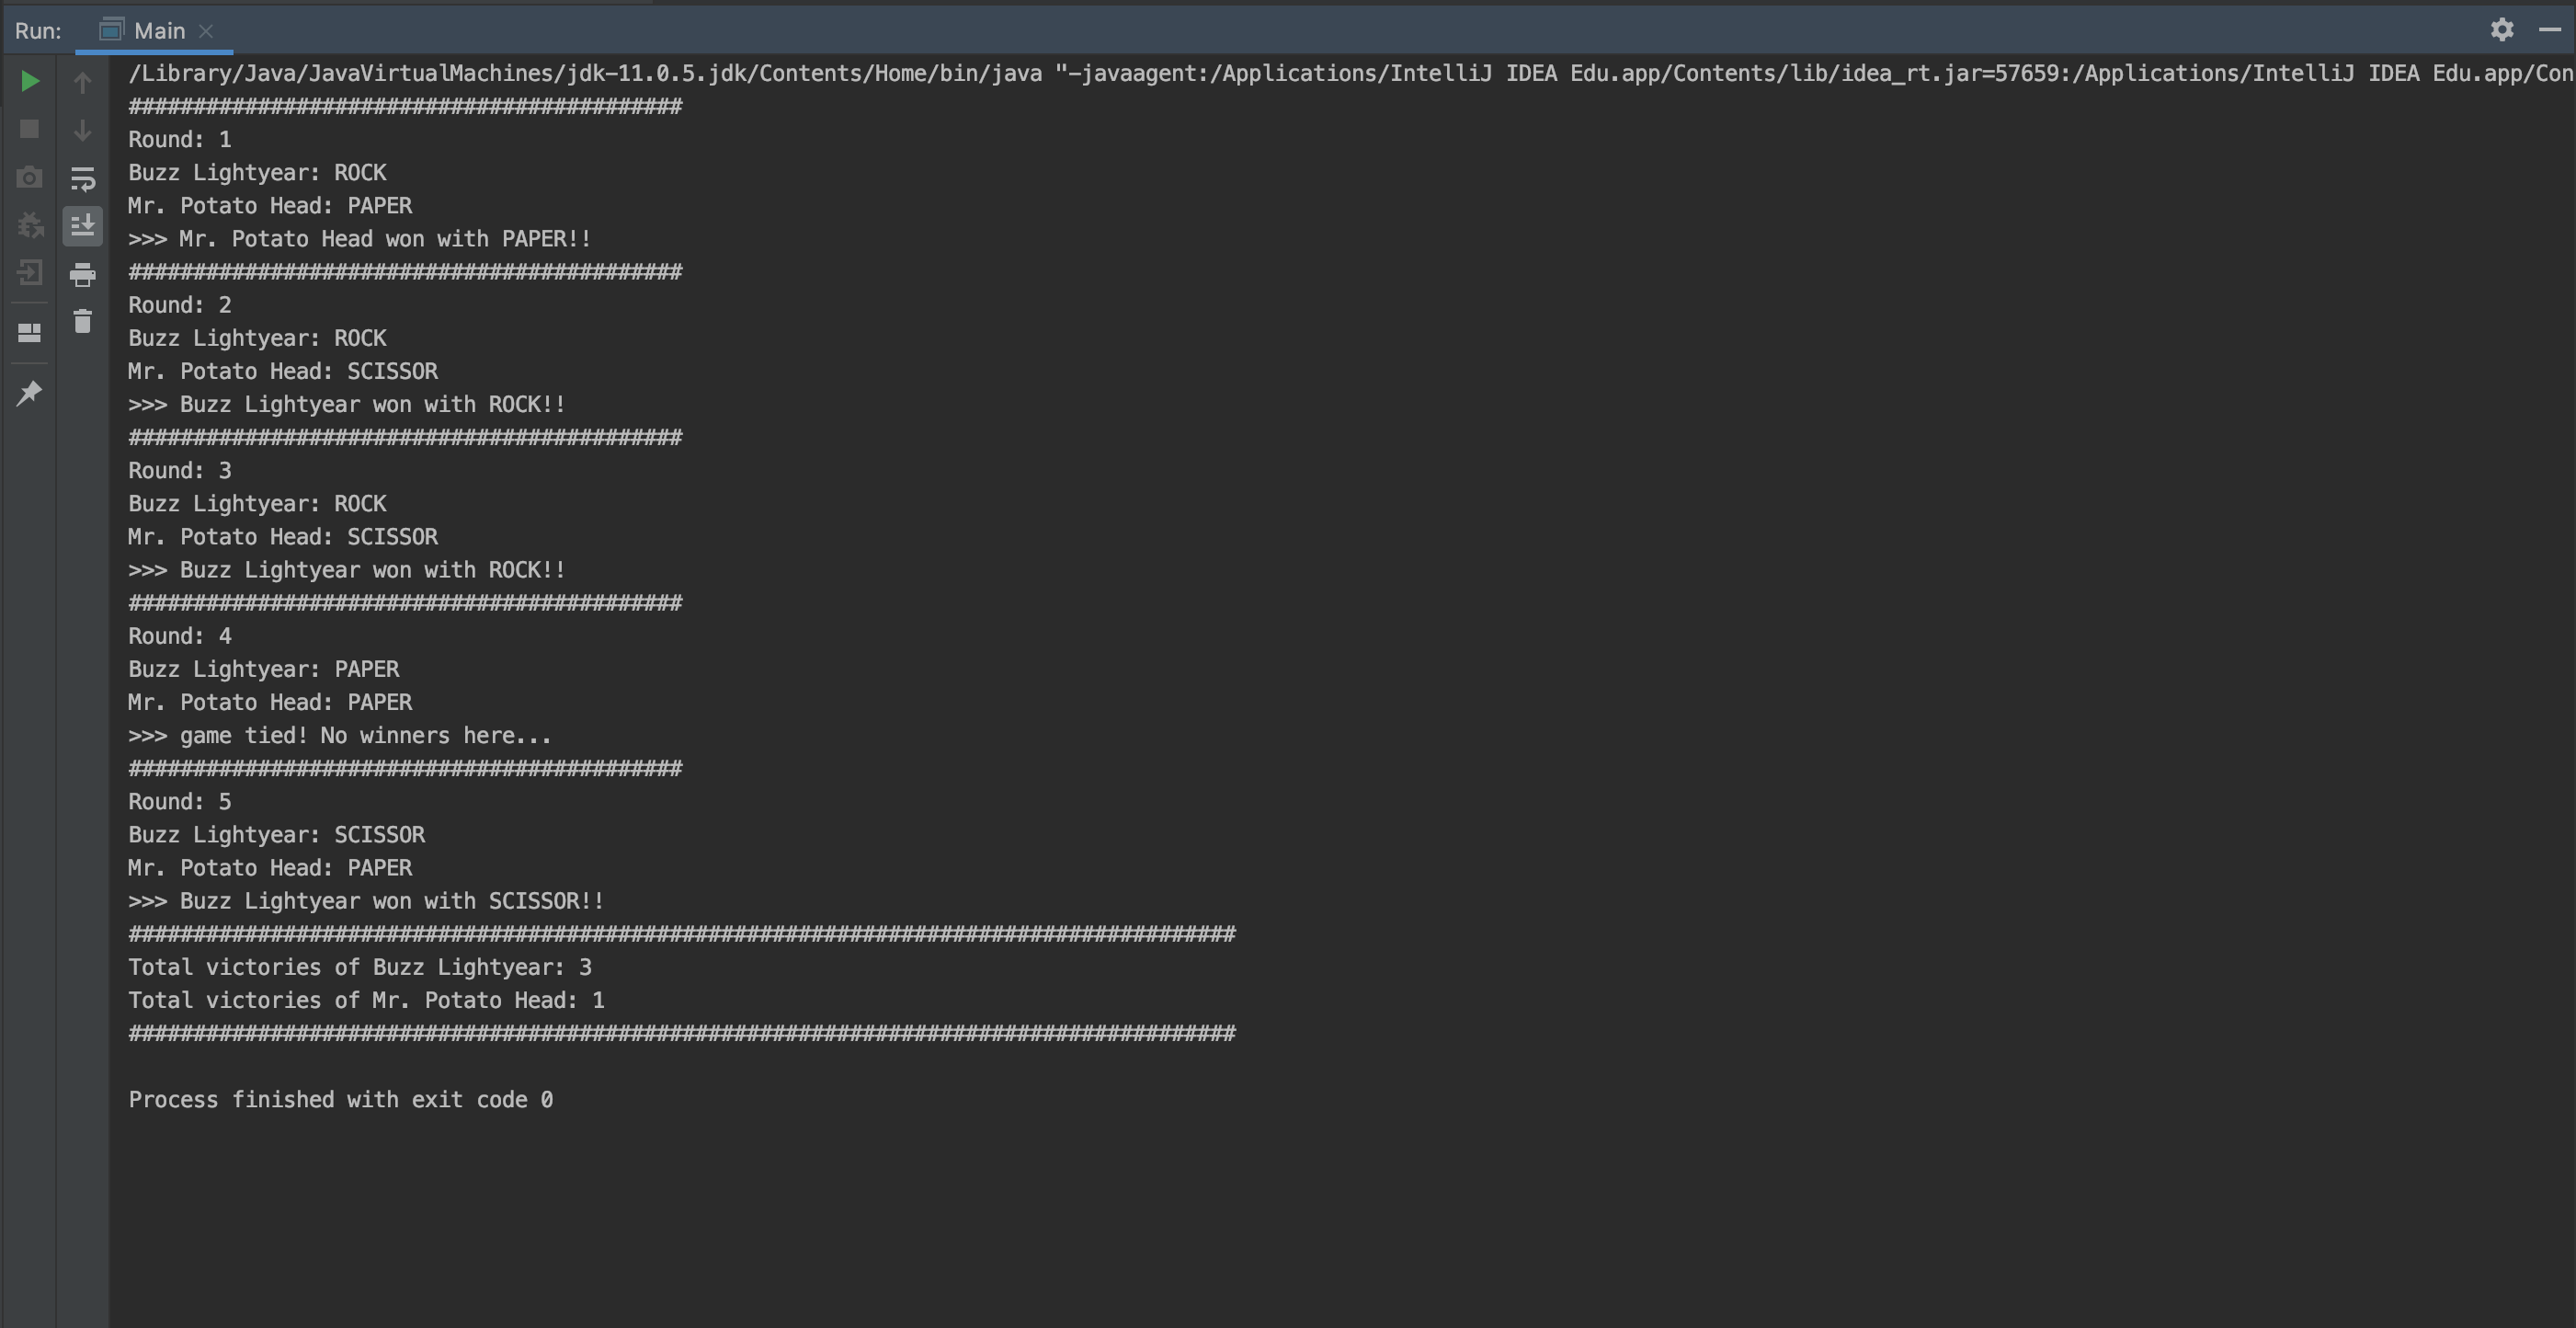 Run: Main
/Library/Java/JavaVirtualMachines/jdk-11.0.5.jdk/Contents/Home/bin/java "-javaagent:/Applications/IntelliJ IDEA Edu.app/Contents/lib/idea_rt.jar=57659:/Applications/IntelliJ IDEA Edu.app/Con
###########################################
Round: 1
Buzz Lightyear: ROCK
Mr. Potato Head: PAPER
>>> Mr. Potato Head won with PAPER!!
###########################################
Round: 2
Buzz Lightyear: ROCK
Mr. Potato Head: SCISSOR
>>> Buzz Lightyear won with ROCK!!
###########################################
Round: 3
Buzz Lightyear: ROCK
Mr. Potato Head: SCISSOR
>>> Buzz Lightyear won with ROCK!!
###########################################
Round: 4
Buzz Lightyear: PAPER
Mr. Potato Head: PAPER
>>> game tied! No winners here...
###########################################
Round: 5
Buzz Lightyear: SCISSOR
Mr. Potato Head: PAPER
>>> Buzz Lightyear won with SCISSOR!!
######################################################################################
Total victories of Buzz Lightyear: 3
Total victories of Mr. Potato Head: 1
######################################################################################
Process finished with exit code 0